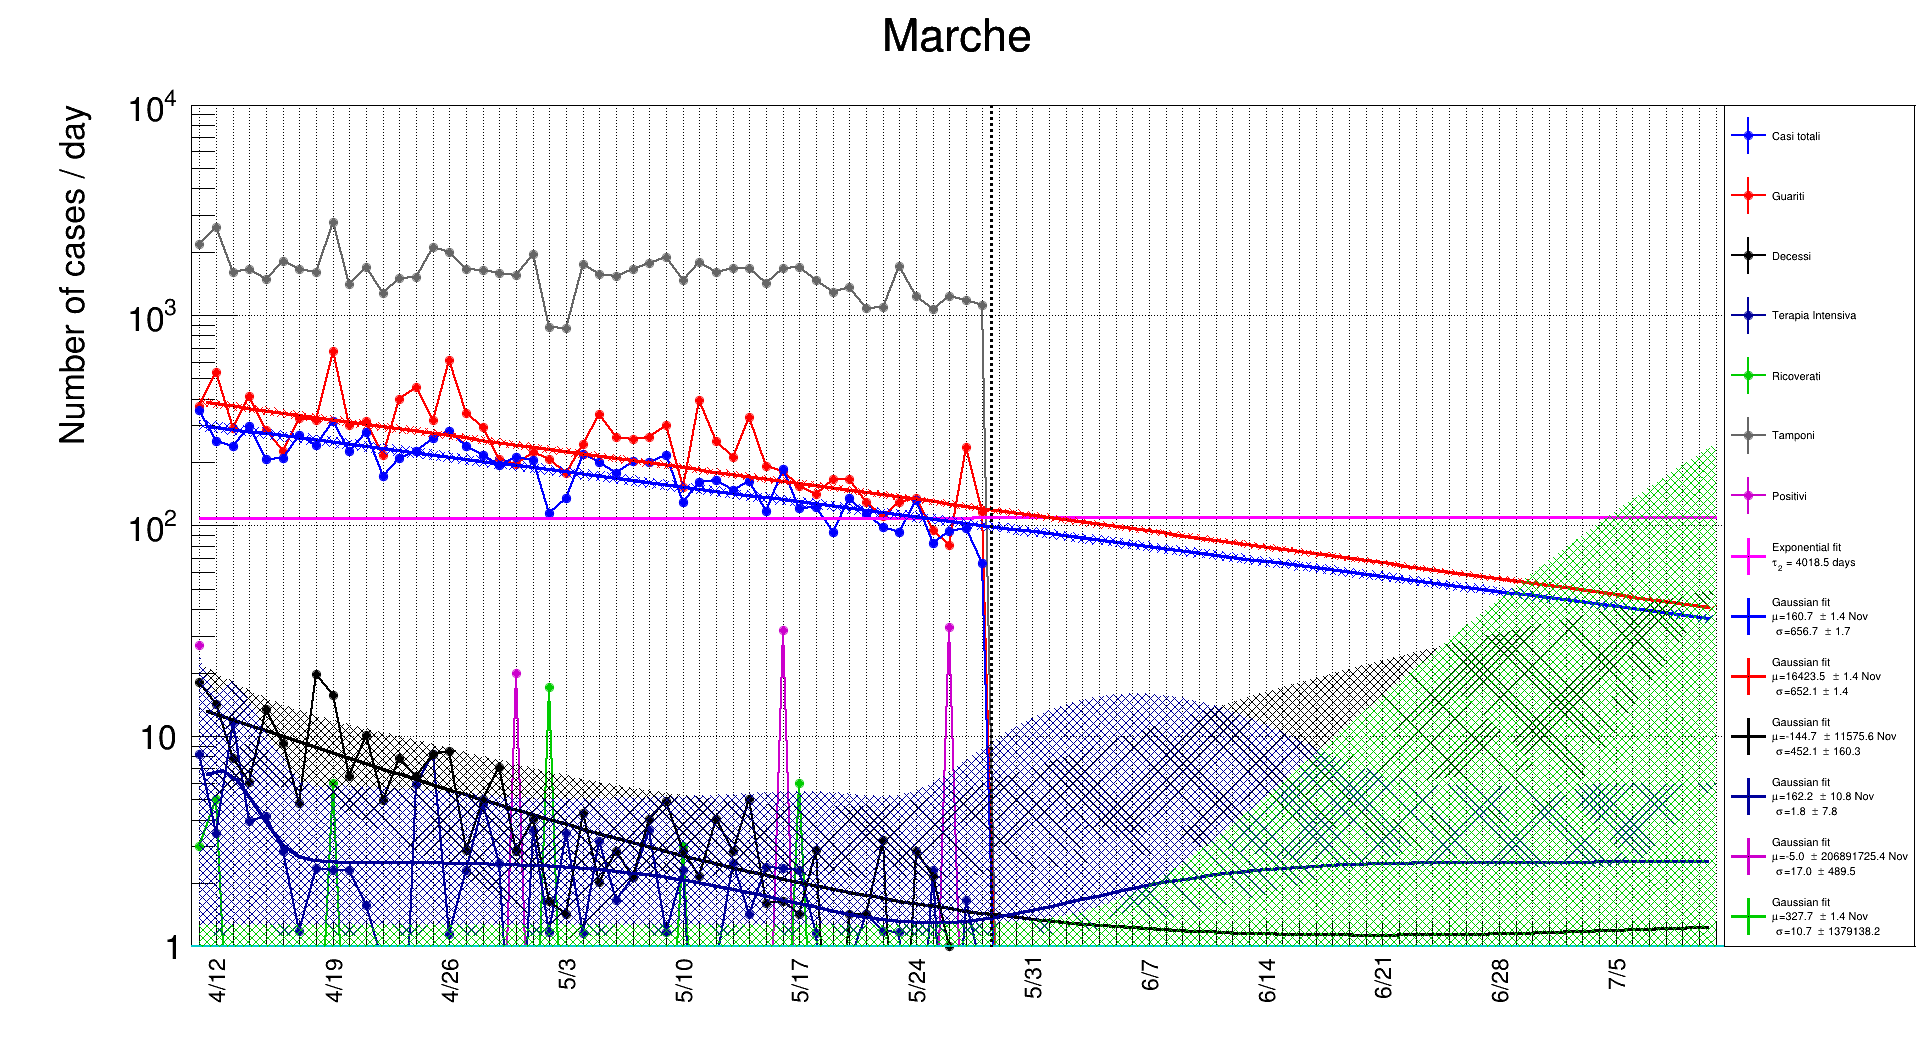 Marche
Number of cases / day
10^4
10^3
10^2
10
1
4/12
4/19
4/26
5/3
5/10
5/17
5/24
5/31
6/7
6/14
6/21
6/28
7/5
Casi totali
Guariti
Decessi
Terapia Intensiva
Ricoverati
Tamponi
Positivi
Exponential fit
τ_2 = 4018.5 days
Gaussian fit
μ=160.7 ± 1.4 Nov
σ=656.7 ± 1.7
Gaussian fit
μ=16423.5 ± 1.4 Nov
σ=652.1 ± 1.4
Gaussian fit
μ=-144.7 ± 11575.6 Nov
σ=452.1 ± 160.3
Gaussian fit
μ=162.2 ± 10.8 Nov
σ=1.8 ± 7.8
Gaussian fit
μ=-5.0 ± 206891725.4 Nov
σ=17.0 ± 489.5
Gaussian fit
μ=327.7 ± 1.4 Nov
σ=10.7 ± 1379138.2